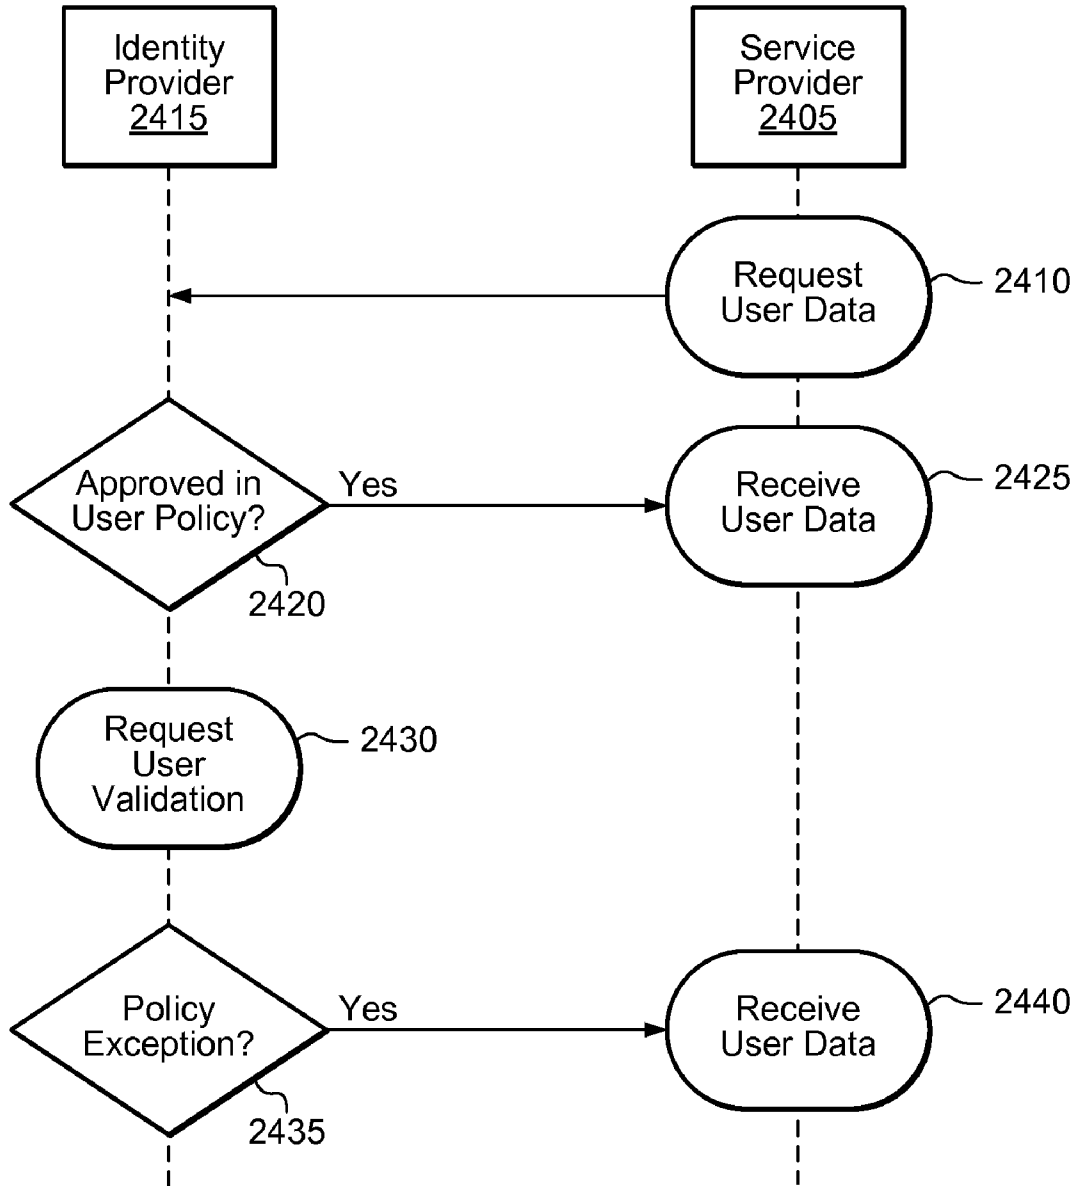 Identity
Provider
2415
Service
Provider
2405
Request
User Data
2410
Approved in
User Policy?
Yes
2420
Receive
User Data
2425
Request
User
Validation
2430
Policy
Exception?
Yes
2435
Receive
User Data
2440